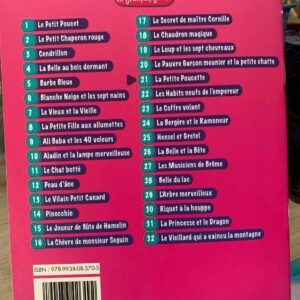 1 Le Petit Poucet
2 Le Petit Chaperon rouge
3 Cendrillon
4 La Belle au bois dormant
5 Barbe Bleue
6 Blanche Neige et les sept nains
7 Le Vieux et la Vieille
8 La Petite Fille aux allumettes
9 Ali Baba et les 40 voleurs
10 Aladin et la lampe merveilleuse
11 Le Chat botté
12 Peau d'âne
13 Le Vilain Petit Canard
14 Pinocchio
15 Le Joueur de flûte de Hamelin
16 La Chèvre de monsieur Seguin
17 Le Secret de maître Cornille
18 Le Chaudron magique
19 Le Loup et les sept chevreaux
20 Le Pauvre Garçon meunier et la petite chatte
21 La Petite Poucette
22 Les Habits neufs de l'empereur
23 Le Coffre volant
24 La Bergère et le Ramoneur
25 Hensel et Gretel
26 La Belle et la Bête
27 Les Musiciens de Brême
28 Belle du lac
29 L'Arbre merveilleux
30 Riquet à la houppe
31 La Princesse et le Dragon
32 Le Vieillard qui a vaincu la montagne
ISBN : 978-9938-08-370-5